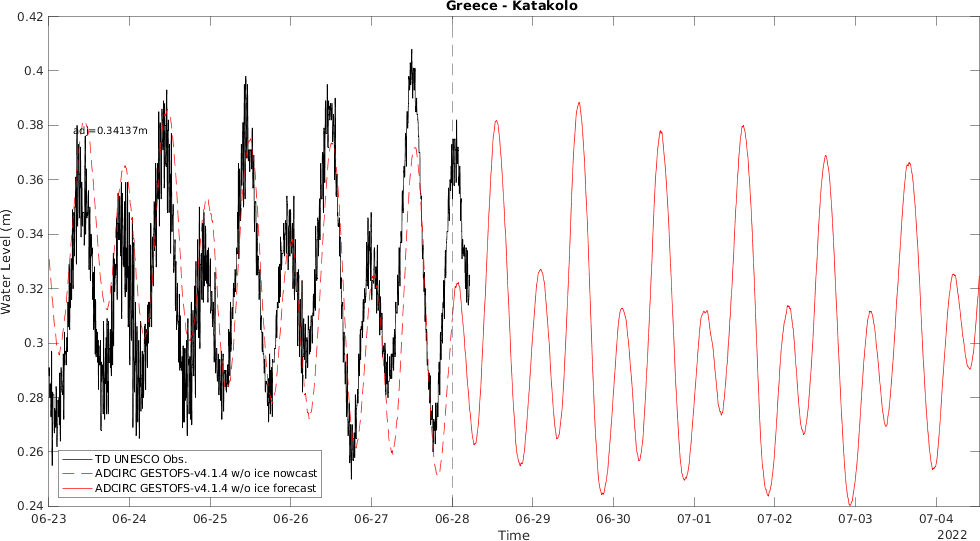 Greece - Katakolo
0.42
0.4
0.38
0.36
0.34
0.32
0.3
0.28
0.26
0.24
Water Level (m)
adj=0.34137m
TD UNESCO Obs.
ADCIRC GESTOFS-v4.1.4 w/o ice nowcast
ADCIRC GESTOFS-v4.1.4 w/o ice forecast
06-23 06-24 06-25 06-26 06-27 06-28 06-29 06-30 07-01 07-02 07-03 07-04
Time
2022